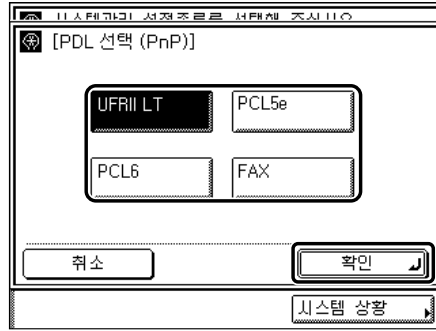 [PDL 선택 (PnP)]
UFRII LT
PCL5e
PCL6
FAX
취소
확인
시스템 상황